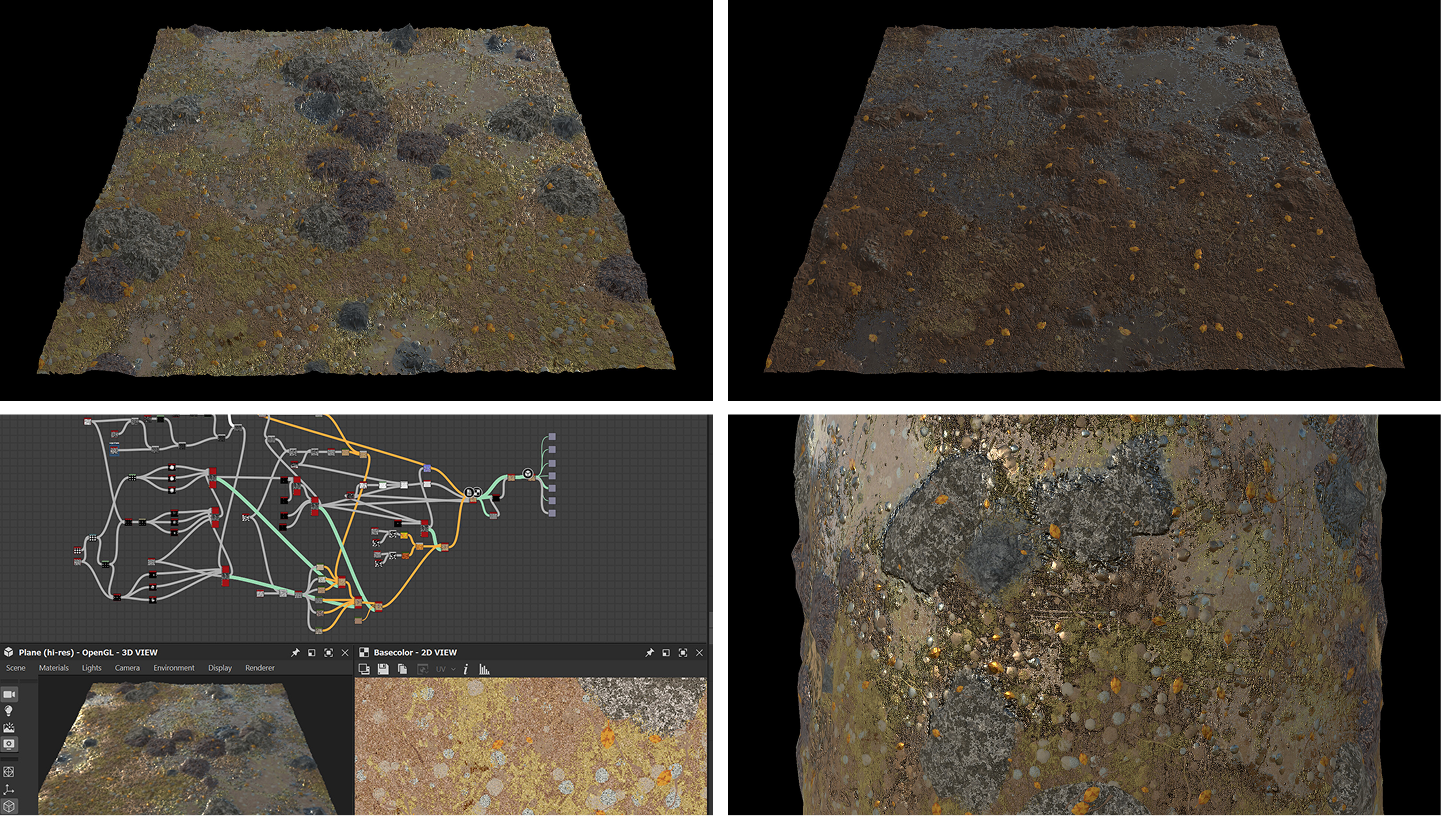 Plane (hi-res) - OpenGL - 3D VIEW
Scene Materials Lights Camera Environment Display Renderer
Basecolor - 2D VIEW
UV
i